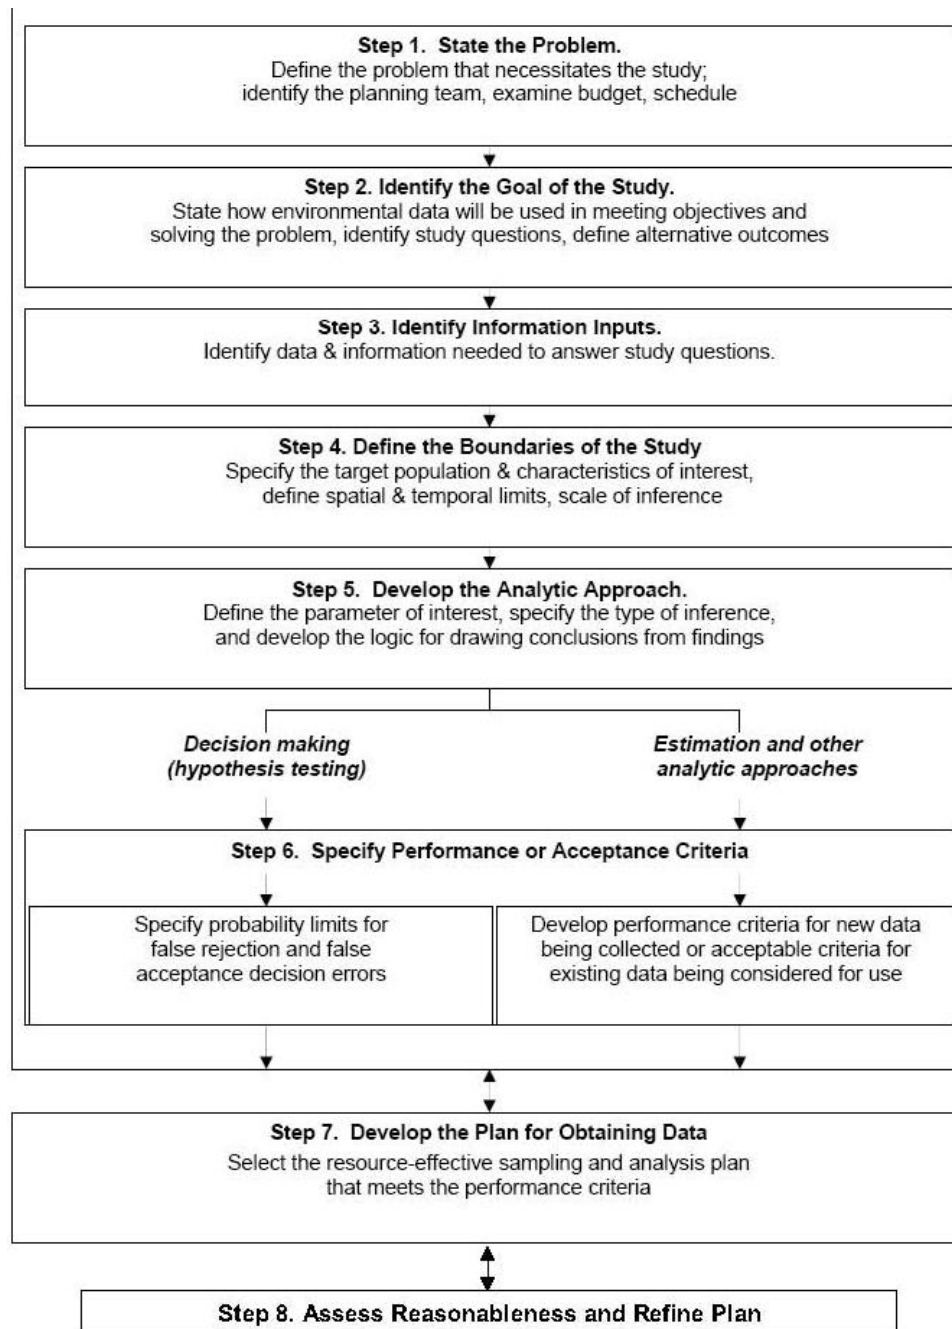 Step 1.  State the Problem.
Define the problem that necessitates the study;
identify the planning team, examine budget, schedule
Step 2. Identify the Goal of the Study.
State how environmental data will be used in meeting objectives and
solving the problem, identify study questions, define alternative outcomes
Step 3. Identify Information Inputs.
Identify data & information needed to answer study questions.
Step 4. Define the Boundaries of the Study
Specify the target population & characteristics of interest,
define spatial & temporal limits, scale of inference
Step 5.  Develop the Analytic Approach.
Define the parameter of interest, specify the type of inference,
and develop the logic for drawing conclusions from findings
Decision making
(hypothesis testing)
Estimation and other
analytic approaches
Step 6.  Specify Performance or Acceptance Criteria
Specify probability limits for
false rejection and false
acceptance decision errors
Develop performance criteria for new data
being collected or acceptable criteria for
existing data being considered for use
Step 7.  Develop the Plan for Obtaining Data
Select the resource-effective sampling and analysis plan
that meets the performance criteria
Step 8. Assess Reasonableness and Refine Plan